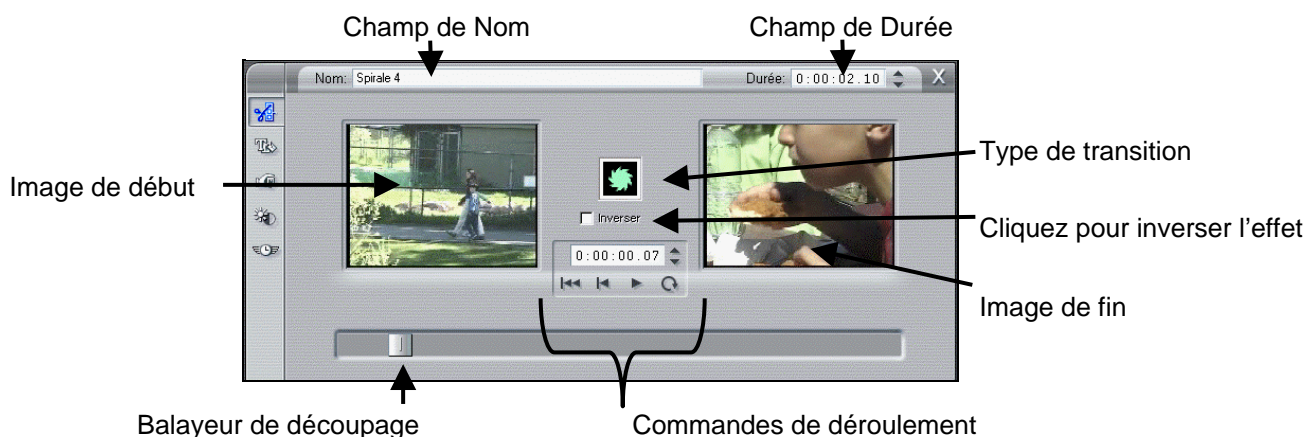 Champ de Nom
Champ de Durée
Nom: Spirale 4
Durée: 0:00:02.10
X
Type de transition
Image de début
Inverser
Cliquez pour inverser l’effet
0:00:00.07
Image de fin
Balayeur de découpage
Commandes de déroulement